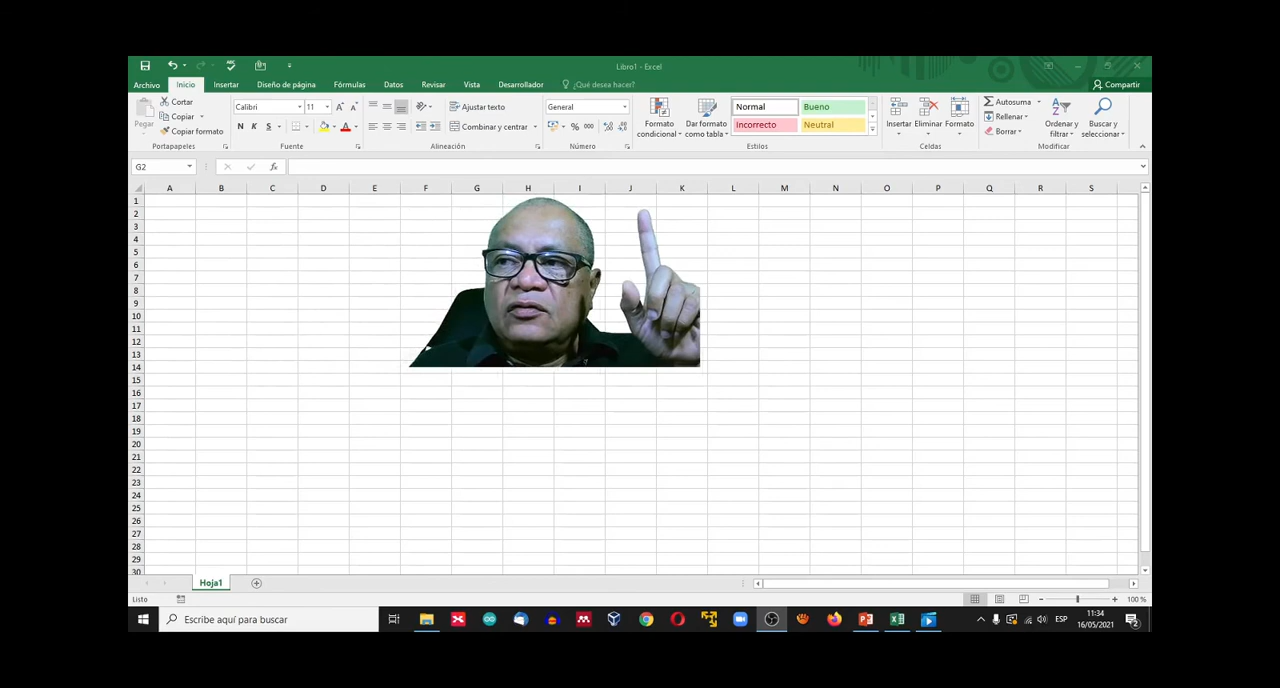 Libro1 - Excel
Archivo Inicio Insertar Diseño de página Fórmulas Datos Revisar Vista Desarrollador ¿Qué desea hacer? Compartir
Pegar
Cortar
Copiar
Copiar formato
Portapapeles
Calibri 11 A A
N K S A
Fuente
Ajustar texto
Combinar y centrar
Alineación
General
% 000
Número
Formato
condicional
Dar formato
como tabla
Normal Bueno
Incorrecto Neutral
Estilos
Insertar Eliminar Formato
Celdas
Autosuma
Rellenar
Borrar
Ordenar y
filtrar
Buscar y
seleccionar
Modificar
G2 fx
A B C D E F G H I J K L M N O P Q R S
1
2
3
4
5
6
7
8
9
10
11
12
13
14
15
16
17
18
19
20
21
22
23
24
25
26
27
28
29
30
Hoja1
Listo 100 %
Escribe aquí para buscar
ESP
11:34
16/05/2021